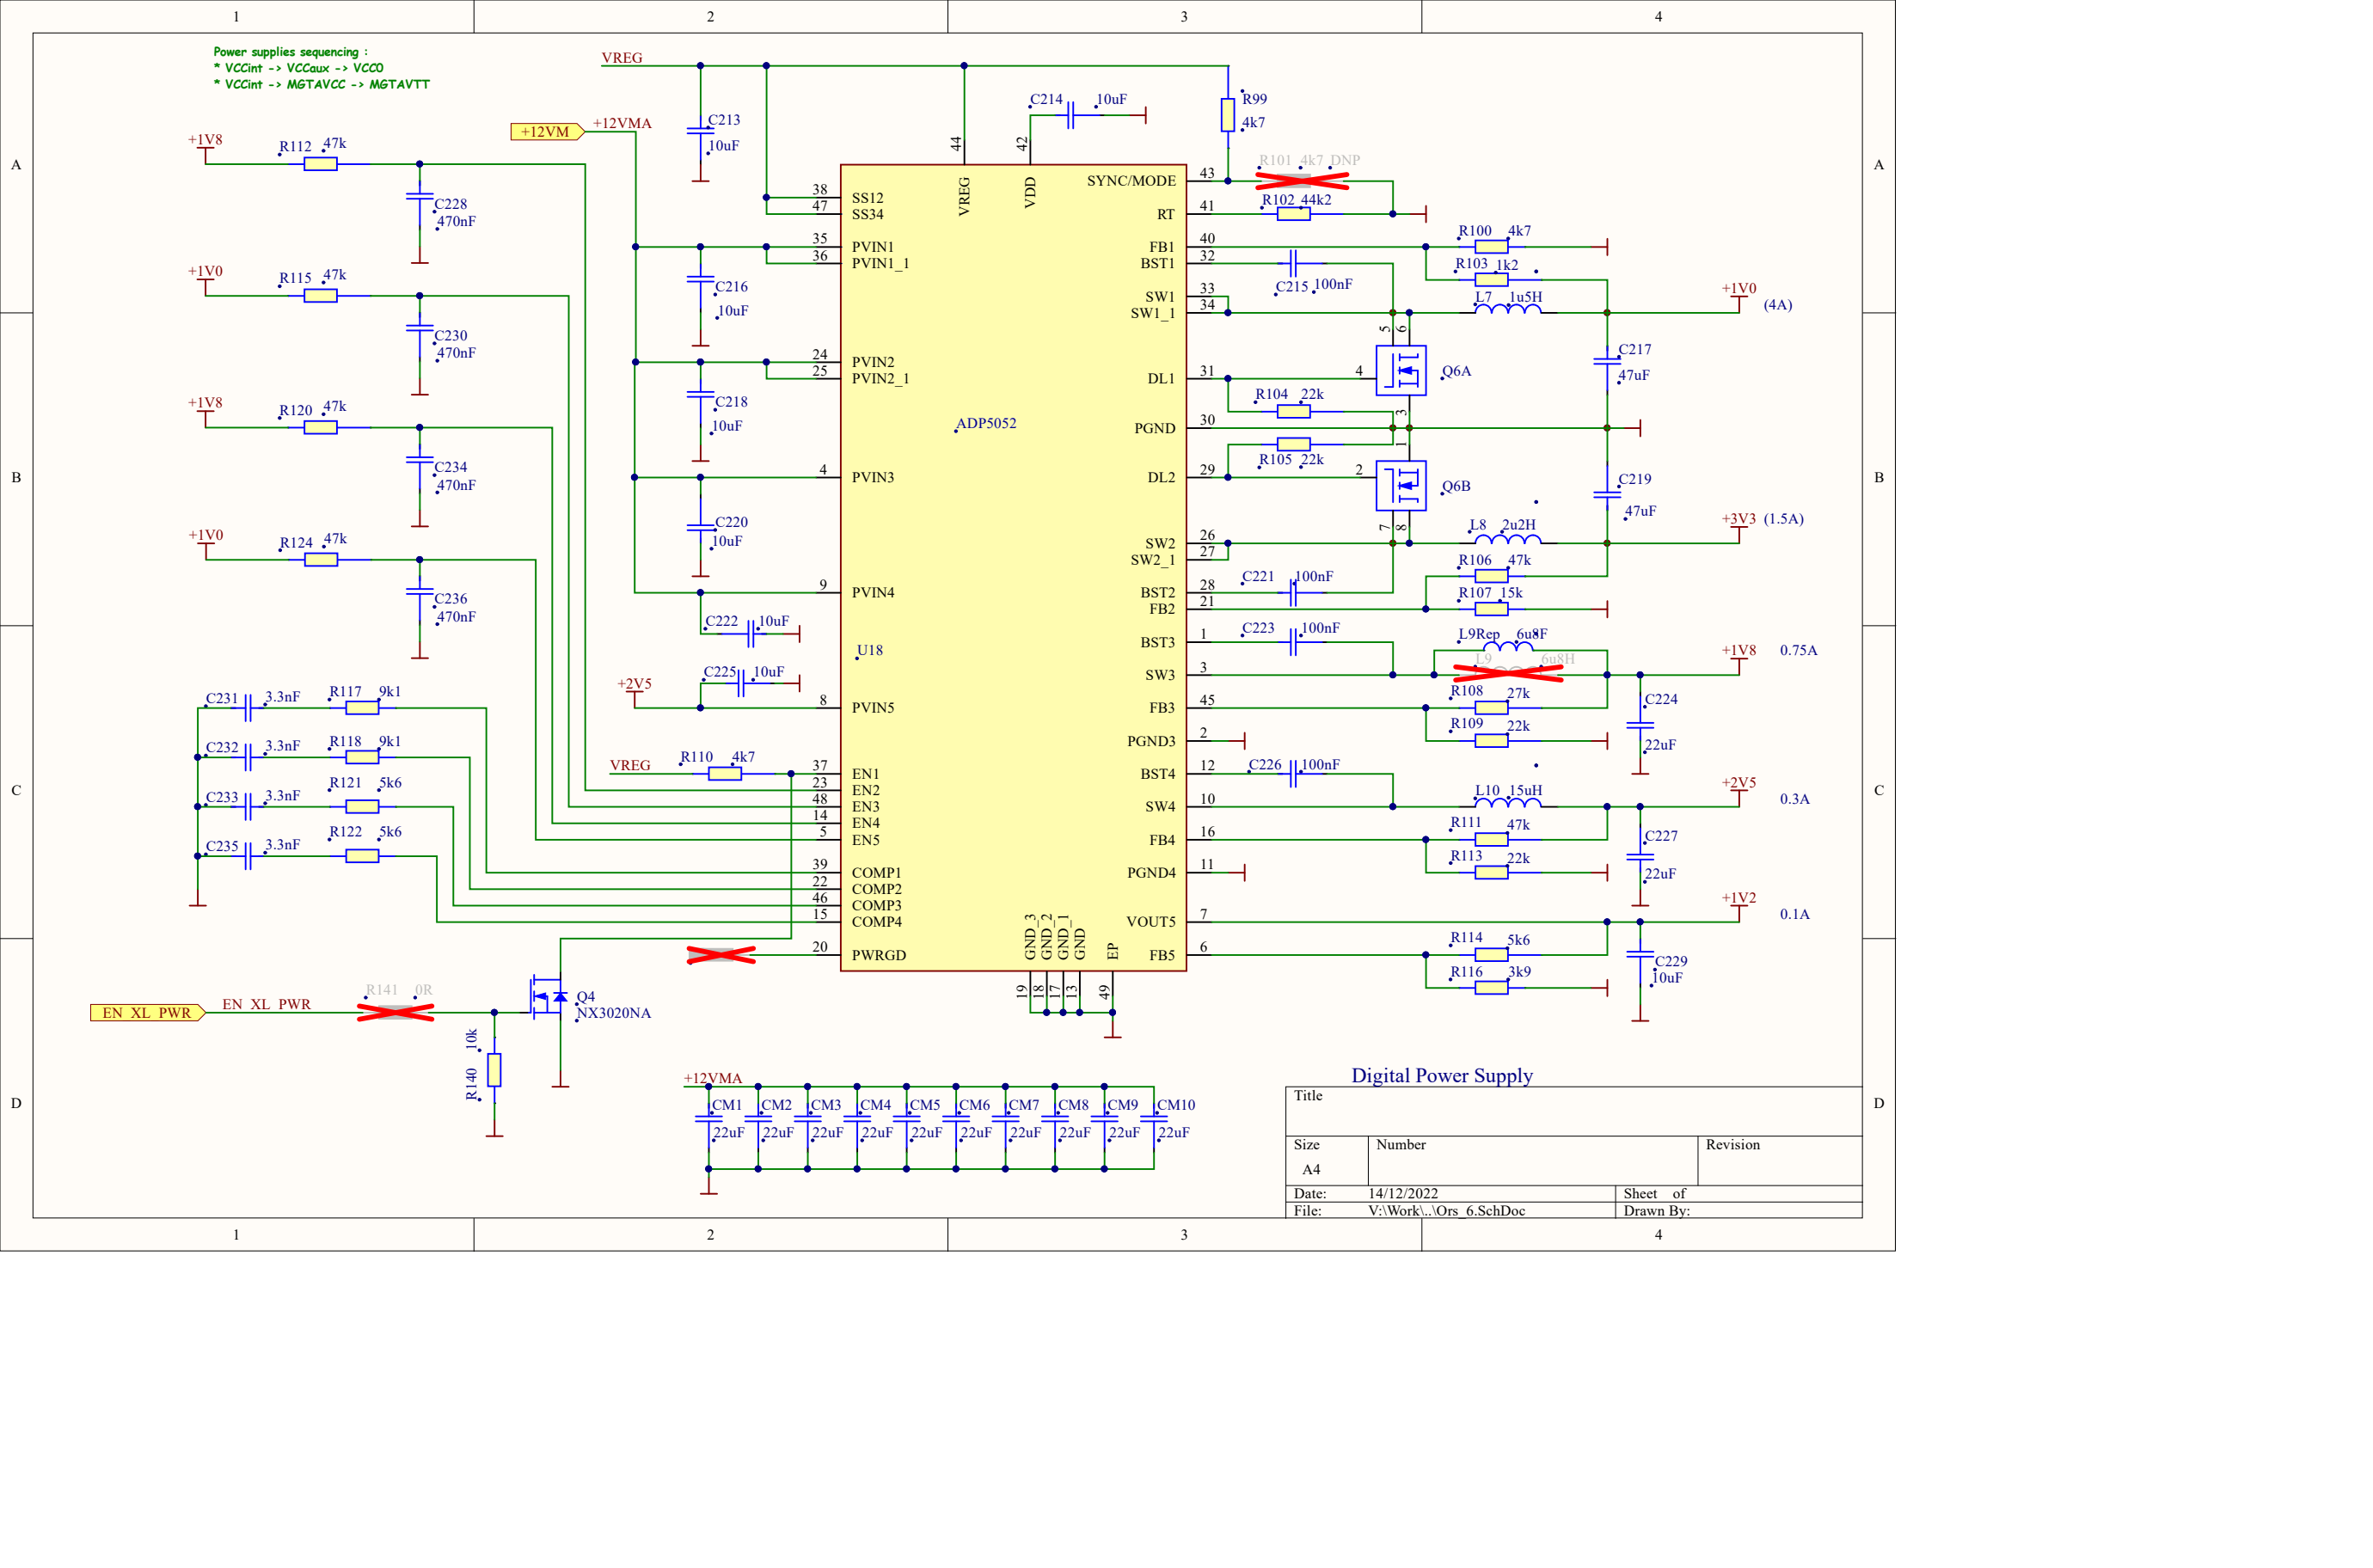 1
2
3
4
Power supplies sequencing :
* VCCint -> VCCaux -> VCCO
* VCCint -> MGTAVCC -> MGTAVTT
VREG
+12VM
+12VMA
C213
10uF
C214
10uF
R99
4k7
A
A
+1V8
R112
47k
C228
470nF
44
42
VREG
VDD
38
SS12
47
SS34
35
PVIN1
36
PVIN1_1
C216
10uF
SYNC/MODE
43
R101
4k7
DNP
RT
41
R102
44k2
FB1
40
R100
4k7
BST1
32
C215
100nF
R103
1k2
SW1
33
SW1_1
34
L7
1u5H
+1V0
(4A)
+1V0
R115
47k
C230
470nF
24
PVIN2
25
PVIN2_1
C218
10uF
5
6
DL1
31
4
Q6A
R104
22k
3
C217
47uF
PGND
30
ADP5052
R105
22k
1
+1V8
R120
47k
C234
470nF
B
B
4
PVIN3
C220
10uF
DL2
29
2
Q6B
7
8
C219
47uF
SW2
26
SW2_1
27
L8
2u2H
+3V3
(1.5A)
+1V0
R124
47k
C236
470nF
R106
47k
9
PVIN4
C222
10uF
BST2
28
C221
100nF
FB2
21
R107
15k
U18
BST3
1
C223
100nF
L9Rep
6u8F
L9
6u8H
SW3
3
+1V8
0.75A
C225
10uF
+2V5
8
PVIN5
FB3
45
R108
27k
R109
22k
C224
22uF
PGND3
2
C231
3.3nF
R117
9k1
C232
3.3nF
R118
9k1
C233
3.3nF
R121
5k6
C235
3.3nF
R122
5k6
VREG
R110
4k7
37
EN1
23
EN2
48
EN3
14
EN4
5
EN5
C
C
BST4
12
C226
100nF
SW4
10
L10
15uH
+2V5
0.3A
FB4
16
R111
47k
R113
22k
C227
22uF
PGND4
11
39
COMP1
22
COMP2
46
COMP3
15
COMP4
20
PWRGD
GND_3
GND_2
GND_1
GND
EP
19
18
17
13
49
VOUT5
7
+1V2
0.1A
FB5
6
R114
5k6
R116
3k9
C229
10uF
EN_XL_PWR
EN_XL_PWR
R141
0R
Q4
NX3020NA
R140
10k
D
D
+12VMA
CM1
CM2
CM3
CM4
CM5
CM6
CM7
CM8
CM9
CM10
22uF
22uF
22uF
22uF
22uF
22uF
22uF
22uF
22uF
22uF
Digital Power Supply
Title
Size
Number
Revision
A4
Date:
14/12/2022
Sheet of
File:
V:\Work\..\Ors_6.SchDoc
Drawn By:
1
2
3
4